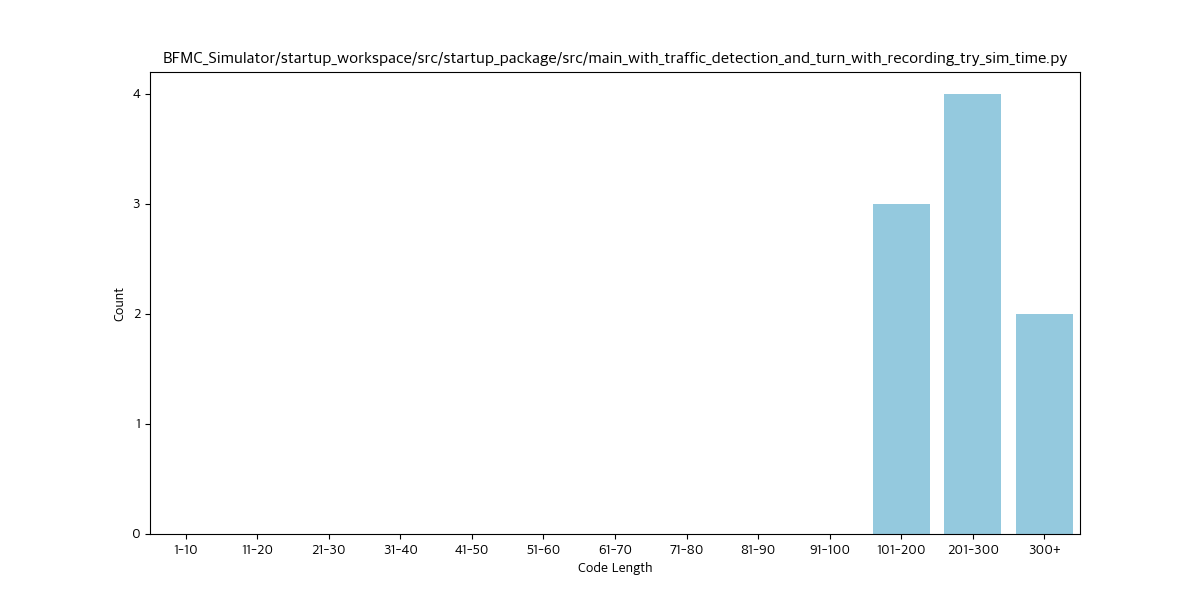 BFMC_Simulator/startup_workspace/src/startup_package/src/main_with_traffic_detection_and_turn_with_recording_try_sim_time.py
4
3
2
1
0
Count
1-10 11-20 21-30 31-40 41-50 51-60 61-70 71-80 81-90 91-100 101-200 201-300 300+
Code Length